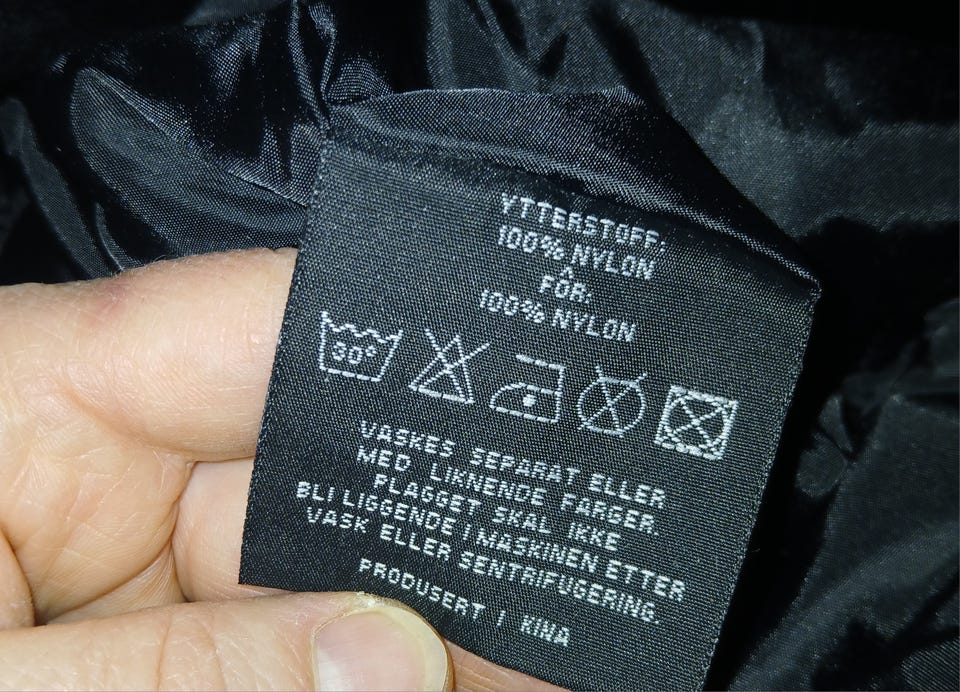 YTTERSTOFF:
100% NYLON
FÔR:
100% NYLON
30°
VASKES SEPARAT ELLER
MED LIKNENDE FARGER.
PLAGGET SKAL IKKE
BLI LIGGENDE I MASKINEN ETTER
VASK ELLER SENTRIFUGERING.
PRODUSERT I KINA